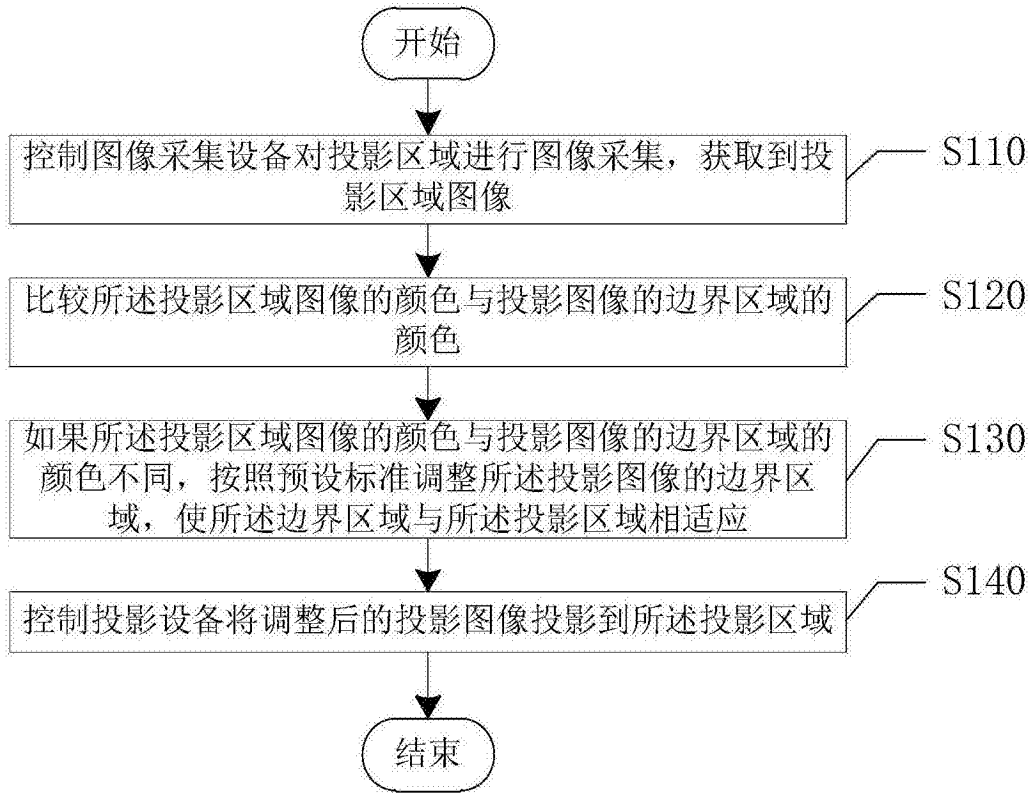 开始
控制图像采集设备对投影区域进行图像采集，获取到投
影区域图像
S110
比较所述投影区域图像的颜色与投影图像的边界区域的
颜色
S120
如果所述投影区域图像的颜色与投影图像的边界区域的
颜色不同，按照预设标准调整所述投影图像的边界区
域，使所述边界区域与所述投影区域相适应
S130
控制投影设备将调整后的投影图像投影到所述投影区域
S140
结束